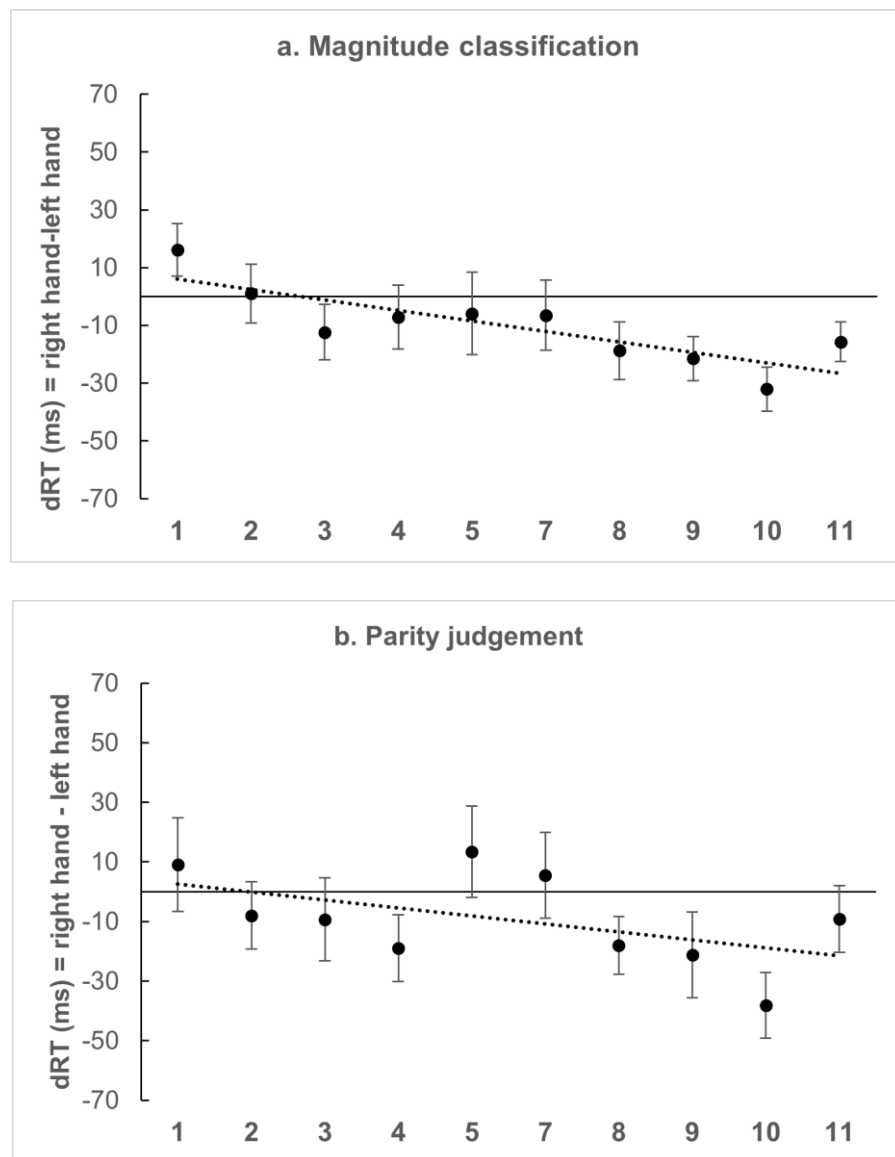 a. Magnitude classification
dRT (ms) = right hand-left hand
70
50
30
10
-10
-30
-50
-70
1 2 3 4 5 7 8 9 10 11
b. Parity judgement
dRT (ms) = right hand - left hand
70
50
30
10
-10
-30
-50
-70
1 2 3 4 5 7 8 9 10 11